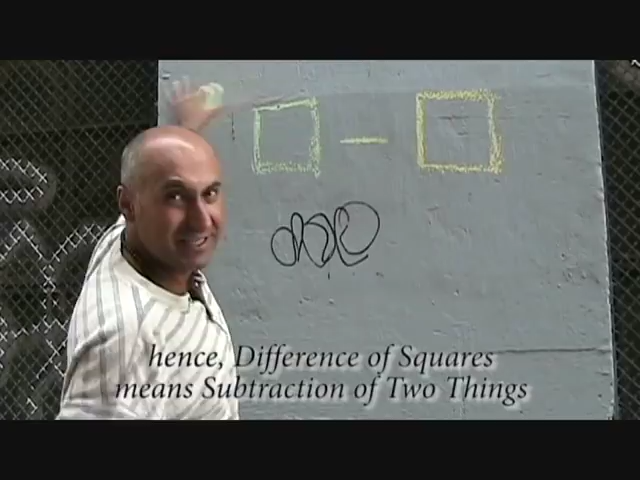 hence, Difference of Squares
means Subtraction of Two Things